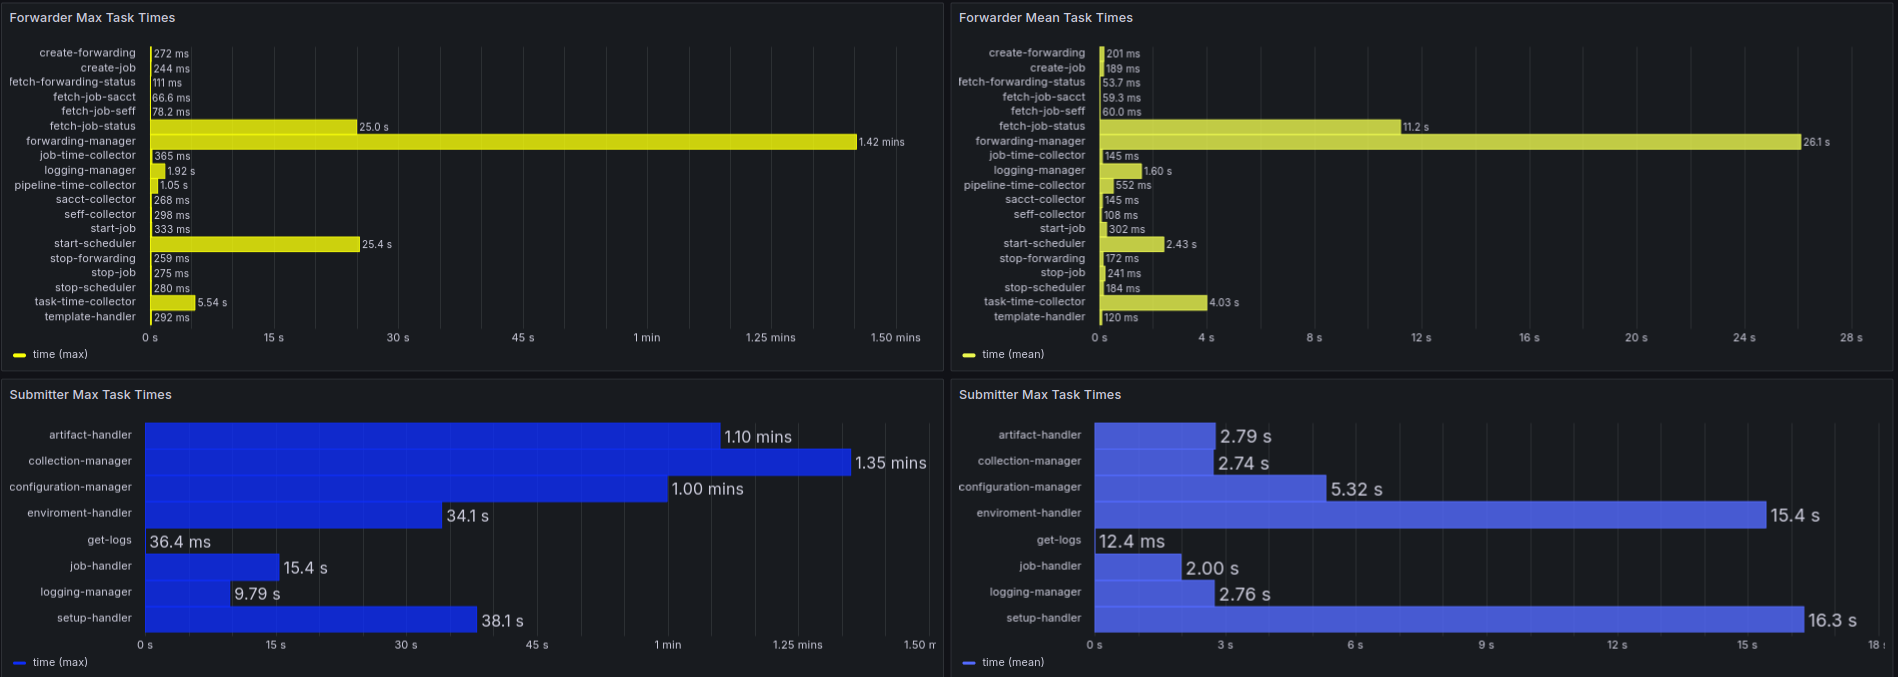 Forwarder Max Task Times
create-forwarding 272 ms
create-job 244 ms
fetch-forwarding-status 111 ms
fetch-job-sacct 66.6 ms
fetch-job-seff 78.2 ms
fetch-job-status 25.0 s
forwarding-manager 1.42 mins
job-time-collector 365 ms
logging-manager 1.92 s
pipeline-time-collector 1.05 s
sacct-collector 268 ms
seff-collector 298 ms
start-job 333 ms
start-scheduler 25.4 s
stop-forwarding 259 ms
stop-job 275 ms
stop-scheduler 280 ms
task-time-collector 5.54 s
template-handler 292 ms
0 s 15 s 30 s 45 s 1 min 1.25 mins 1.50 mins
time (max)
Forwarder Mean Task Times
create-forwarding 201 ms
create-job 189 ms
fetch-forwarding-status 53.7 ms
fetch-job-sacct 59.3 ms
fetch-job-seff 60.0 ms
fetch-job-status 11.2 s
forwarding-manager 26.1 s
job-time-collector 145 ms
logging-manager 1.60 s
pipeline-time-collector 552 ms
sacct-collector 145 ms
seff-collector 108 ms
start-job 302 ms
start-scheduler 2.43 s
stop-forwarding 172 ms
stop-job 241 ms
stop-scheduler 184 ms
task-time-collector 4.03 s
template-handler 120 ms
0 s 4 s 8 s 12 s 16 s 20 s 24 s 28 s
time (mean)
Submitter Max Task Times
artifact-handler 1.10 mins
collection-manager 1.35 mins
configuration-manager 1.00 mins
enviroment-handler 34.1 s
get-logs 36.4 ms
job-handler 15.4 s
logging-manager 9.79 s
setup-handler 38.1 s
0 s 15 s 30 s 45 s 1 min 1.25 mins 1.50 m
time (max)
Submitter Max Task Times
artifact-handler 2.79 s
collection-manager 2.74 s
configuration-manager 5.32 s
enviroment-handler 15.4 s
get-logs 12.4 ms
job-handler 2.00 s
logging-manager 2.76 s
setup-handler 16.3 s
0 s 3 s 6 s 9 s 12 s 15 s 18
time (mean)